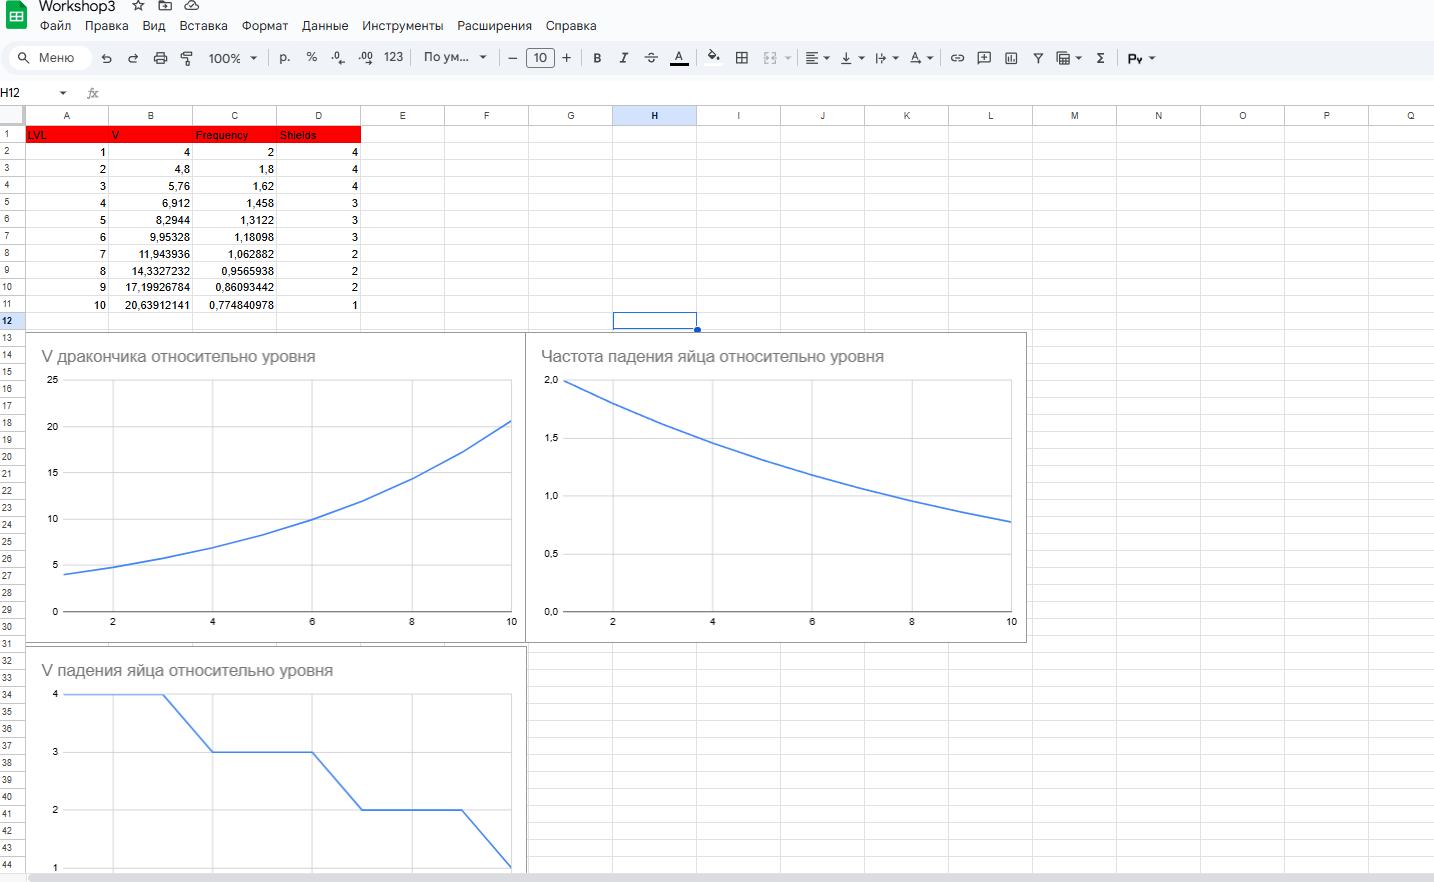 Workshop3
Файл Правка Вид Вставка Формат Данные Инструменты Расширения Справка
Меню 100% р. % .0 .00 123 По ум... − 10 + B I A Σ Py
H12 fx
A B C D E F G H I J K L M N O P Q
1 LVL V Frequency Shields
2 1 4 2 4
3 2 4,8 1,8 4
4 3 5,76 1,62 4
5 4 6,912 1,458 3
6 5 8,2944 1,3122 3
7 6 9,95328 1,18098 3
8 7 11,943936 1,062882 2
9 8 14,3327232 0,9565938 2
10 9 17,19926784 0,86093442 2
11 10 20,63912141 0,774840978 1
12
13
14
15
16
17
18
19
20
21
22
23
24
25
26
27
28
29
30
31
32
33
34
35
36
37
38
39
40
41
42
43
44
V дракончика относительно уровня
25
20
15
10
5
0
2 4 6 8 10
Частота падения яйца относительно уровня
2,0
1,5
1,0
0,5
0,0
2 4 6 8 10
V падения яйца относительно уровня
4
3
2
1